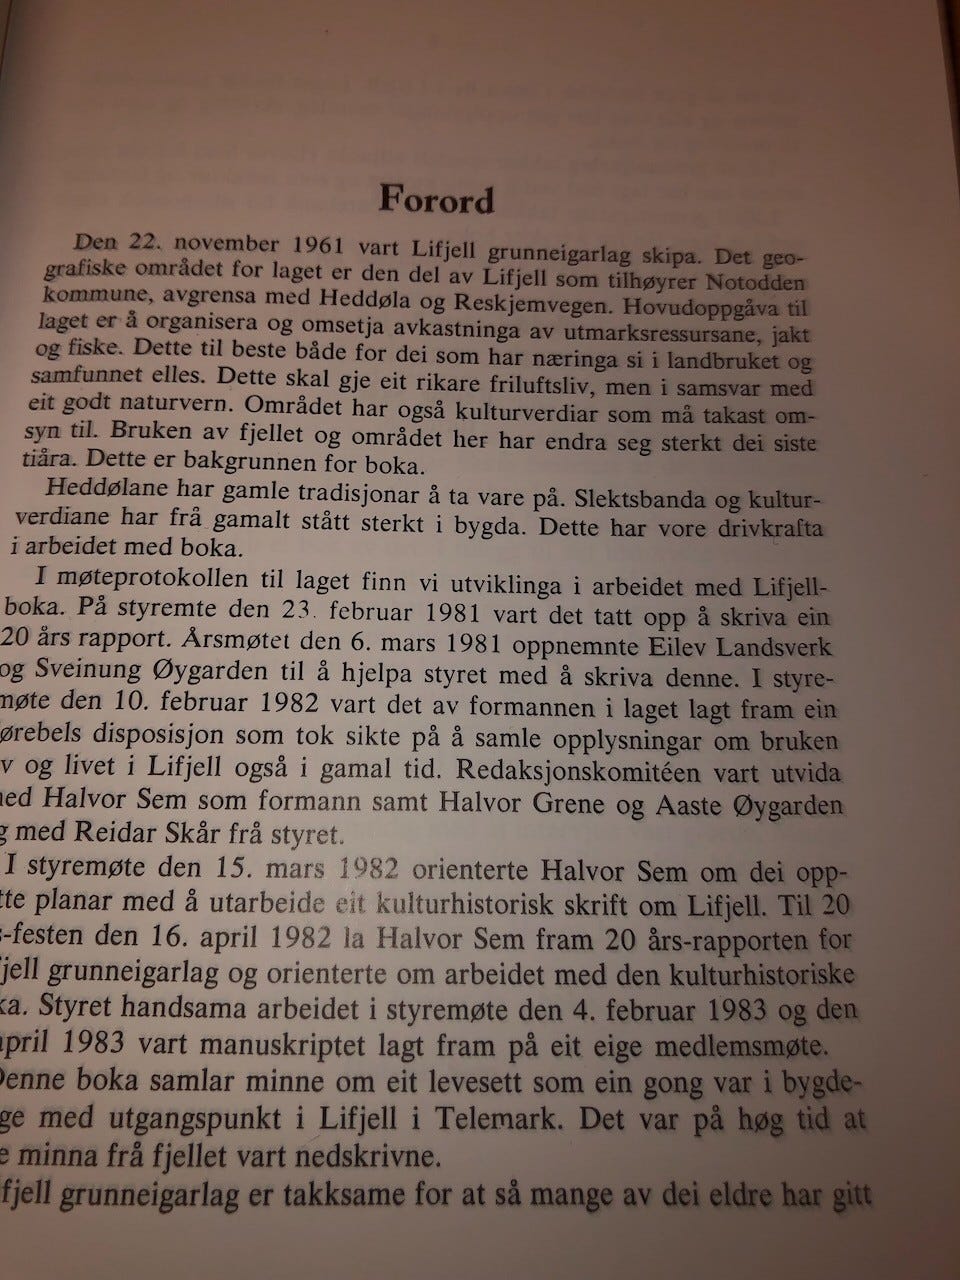 Forord
Den 22. november 1961 vart Lifjell grunneigarlag skipa. Det geo-
grafiske området for laget er den del av Lifjell som tilhøyrer Notodden
kommune, avgrensa med Heddøla og Reskjemvegen. Hovudoppgåva til
laget er å organisera og omsetja avkastninga av utmarksressursane, jakt
og fiske. Dette til beste både for dei som har næringa si i landbruket og
samfunnet elles. Dette skal gje eit rikare friluftsliv, men i samsvar med
eit godt naturvern. Området har også kulturverdiar som må takast om-
syn til. Bruken av fjellet og området her har endra seg sterkt dei siste
tiåra. Dette er bakgrunnen for boka.
Heddølane har gamle tradisjonar å ta vare på. Slektsbanda og kultur-
verdiane har frå gamalt stått sterkt i bygda. Dette har vore drivkrafta
i arbeidet med boka.
I møteprotokollen til laget finn vi utviklinga i arbeidet med Lifjell-
boka. På styremte den 23. februar 1981 vart det tatt opp å skriva ein
20 års rapport. Årsmøtet den 6. mars 1981 oppnemnte Eilev Landsverk
og Sveinung Øygarden til å hjelpa styret med å skriva denne. I styre-
møte den 10. februar 1982 vart det av formannen i laget lagt fram ein
ørebels disposisjon som tok sikte på å samle opplysningar om bruken
v og livet i Lifjell også i gamal tid. Redaksjonskomitéen vart utvida
ned Halvor Sem som formann samt Halvor Grene og Aaste Øygarden
g med Reidar Skår frå styret.
I styremøte den 15. mars 1982 orienterte Halvor Sem om dei opp-
tte planar med å utarbeide eit kulturhistorisk skrift om Lifjell. Til 20
s-festen den 16. april 1982 la Halvor Sem fram 20 års-rapporten for
jell grunneigarlag og orienterte om arbeidet med den kulturhistoriske
ka. Styret handsama arbeidet i styremøte den 4. februar 1983 og den
april 1983 vart manuskriptet lagt fram på eit eige medlemsmøte.
Denne boka samlar minne om eit levesett som ein gong var i bygde-
ge med utgangspunkt i Lifjell i Telemark. Det var på høg tid at
e minna frå fjellet vart nedskrivne.
fjell grunneigarlag er takksame for at så mange av dei eldre har gitt